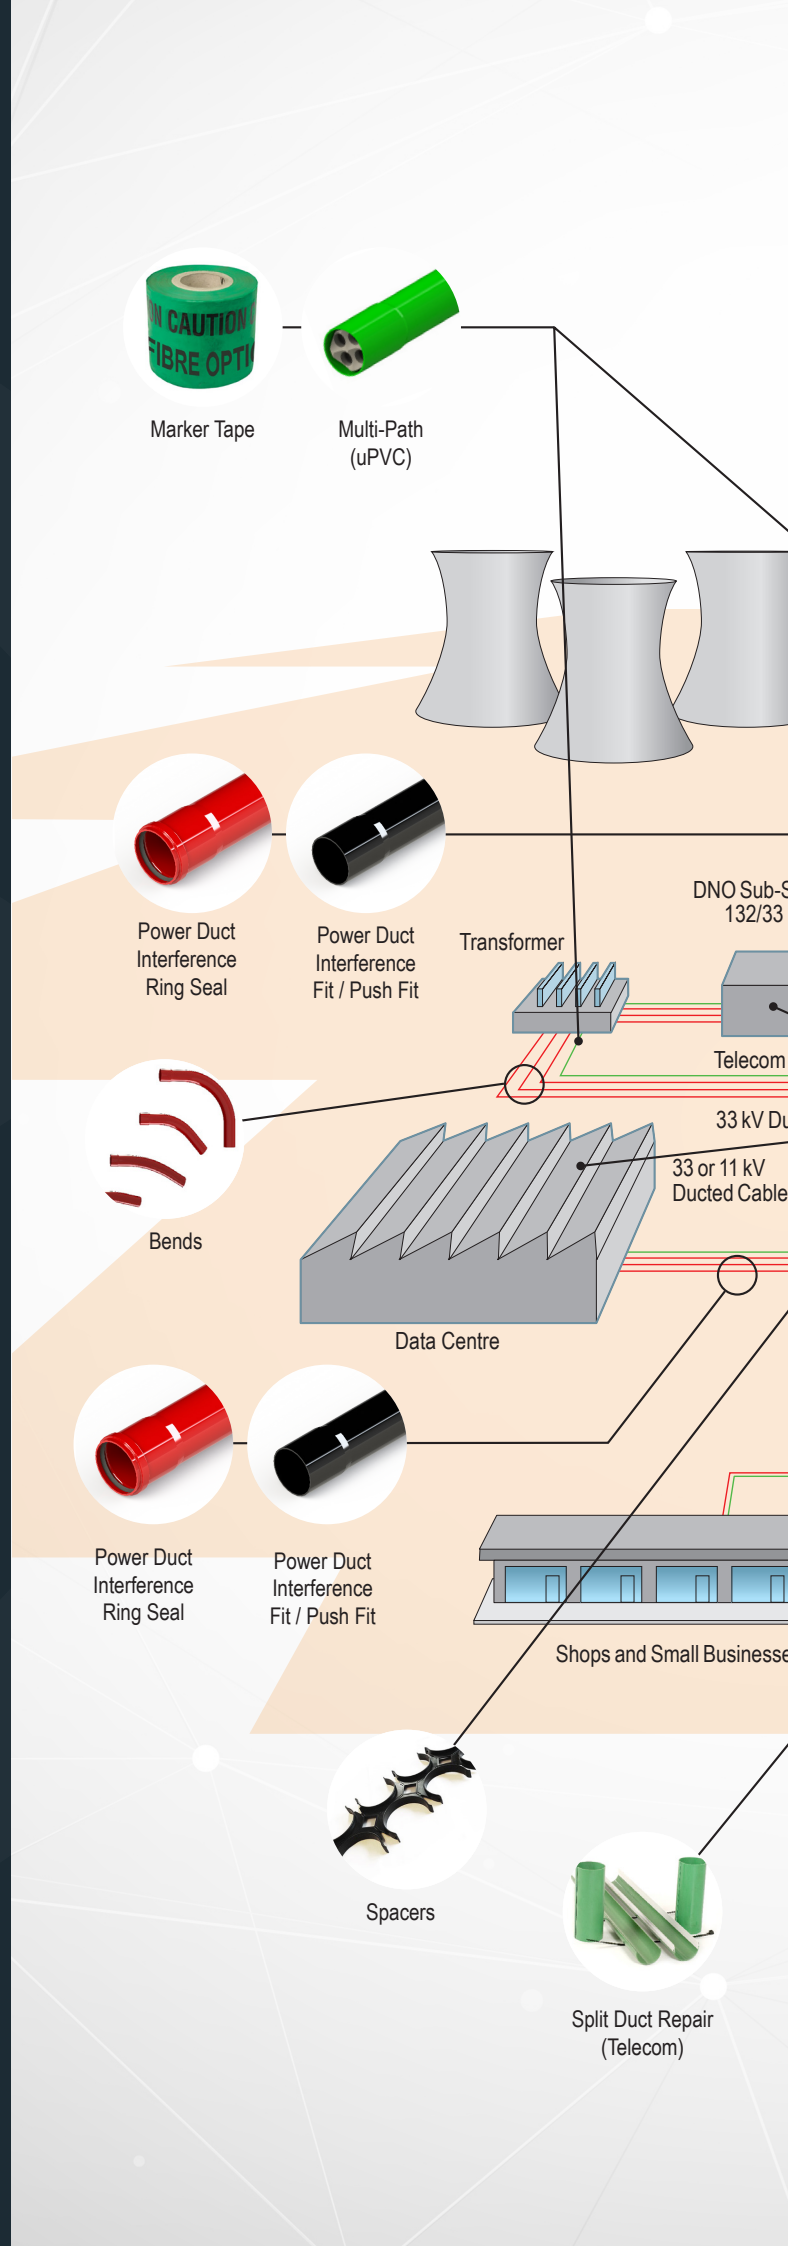 N CAUTION
FIBRE OPTI
Marker Tape
Multi-Path
(uPVC)
Power Duct
Interference
Ring Seal
Power Duct
Interference
Fit / Push Fit
Transformer
DNO Sub-S
132/33
Telecom
33 kV Du
33 or 11 kV
Ducted Cable
Bends
Data Centre
Power Duct
Interference
Ring Seal
Power Duct
Interference
Fit / Push Fit
Shops and Small Businesse
Spacers
Split Duct Repair
(Telecom)